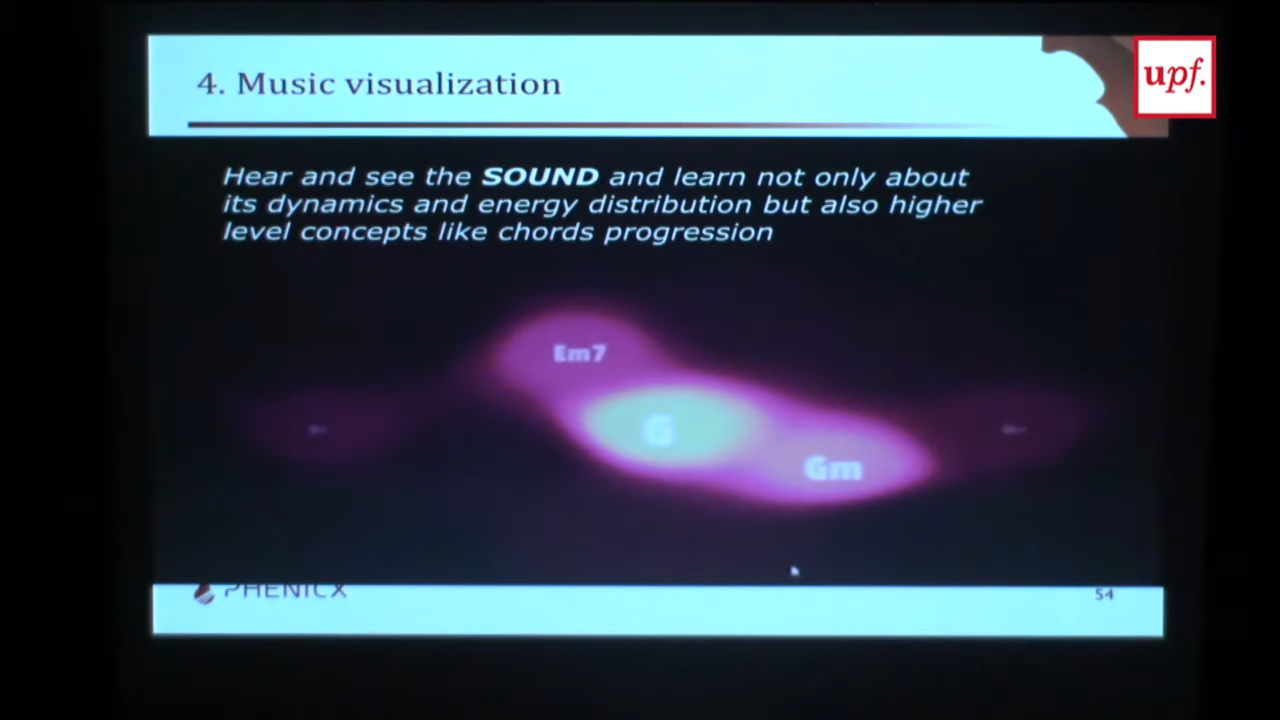 4. Music visualization
upf.
Hear and see the SOUND and learn not only about
its dynamics and energy distribution but also higher
level concepts like chords progression
Em7
G
Gm
PHENICX
54